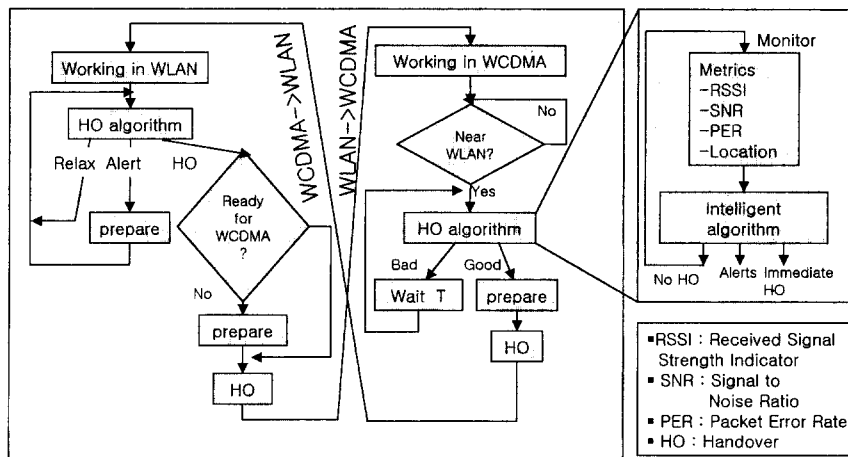 Working in WLAN
HO algorithm
Relax
Alert
HO
prepare
Ready
for
WCDMA
?
No
prepare
HO
WCDMA->WLAN
WLAN->WCDMA
Working in WCDMA
Near
WLAN?
No
Yes
HO algorithm
Bad
Good
Wait T
prepare
HO
Monitor
Metrics
-RSSI
-SNR
-PER
-Location
Intelligent
algorithm
No HO
Alerts
Immediate
HO
▪RSSI : Received Signal
Strength Indicator
▪ SNR : Signal to
Noise Ratio
▪ PER : Packet Error Rate
▪ HO : Handover